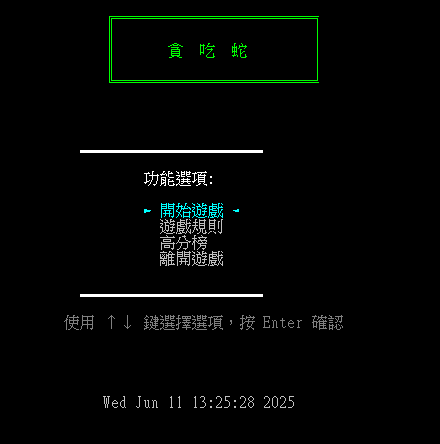 貪 吃 蛇
功能選項:
► 開始遊戲 ◄
遊戲規則
高分榜
離開遊戲
使用 ↑↓ 鍵選擇選項，按 Enter 確認
Wed Jun 11 13:25:28 2025